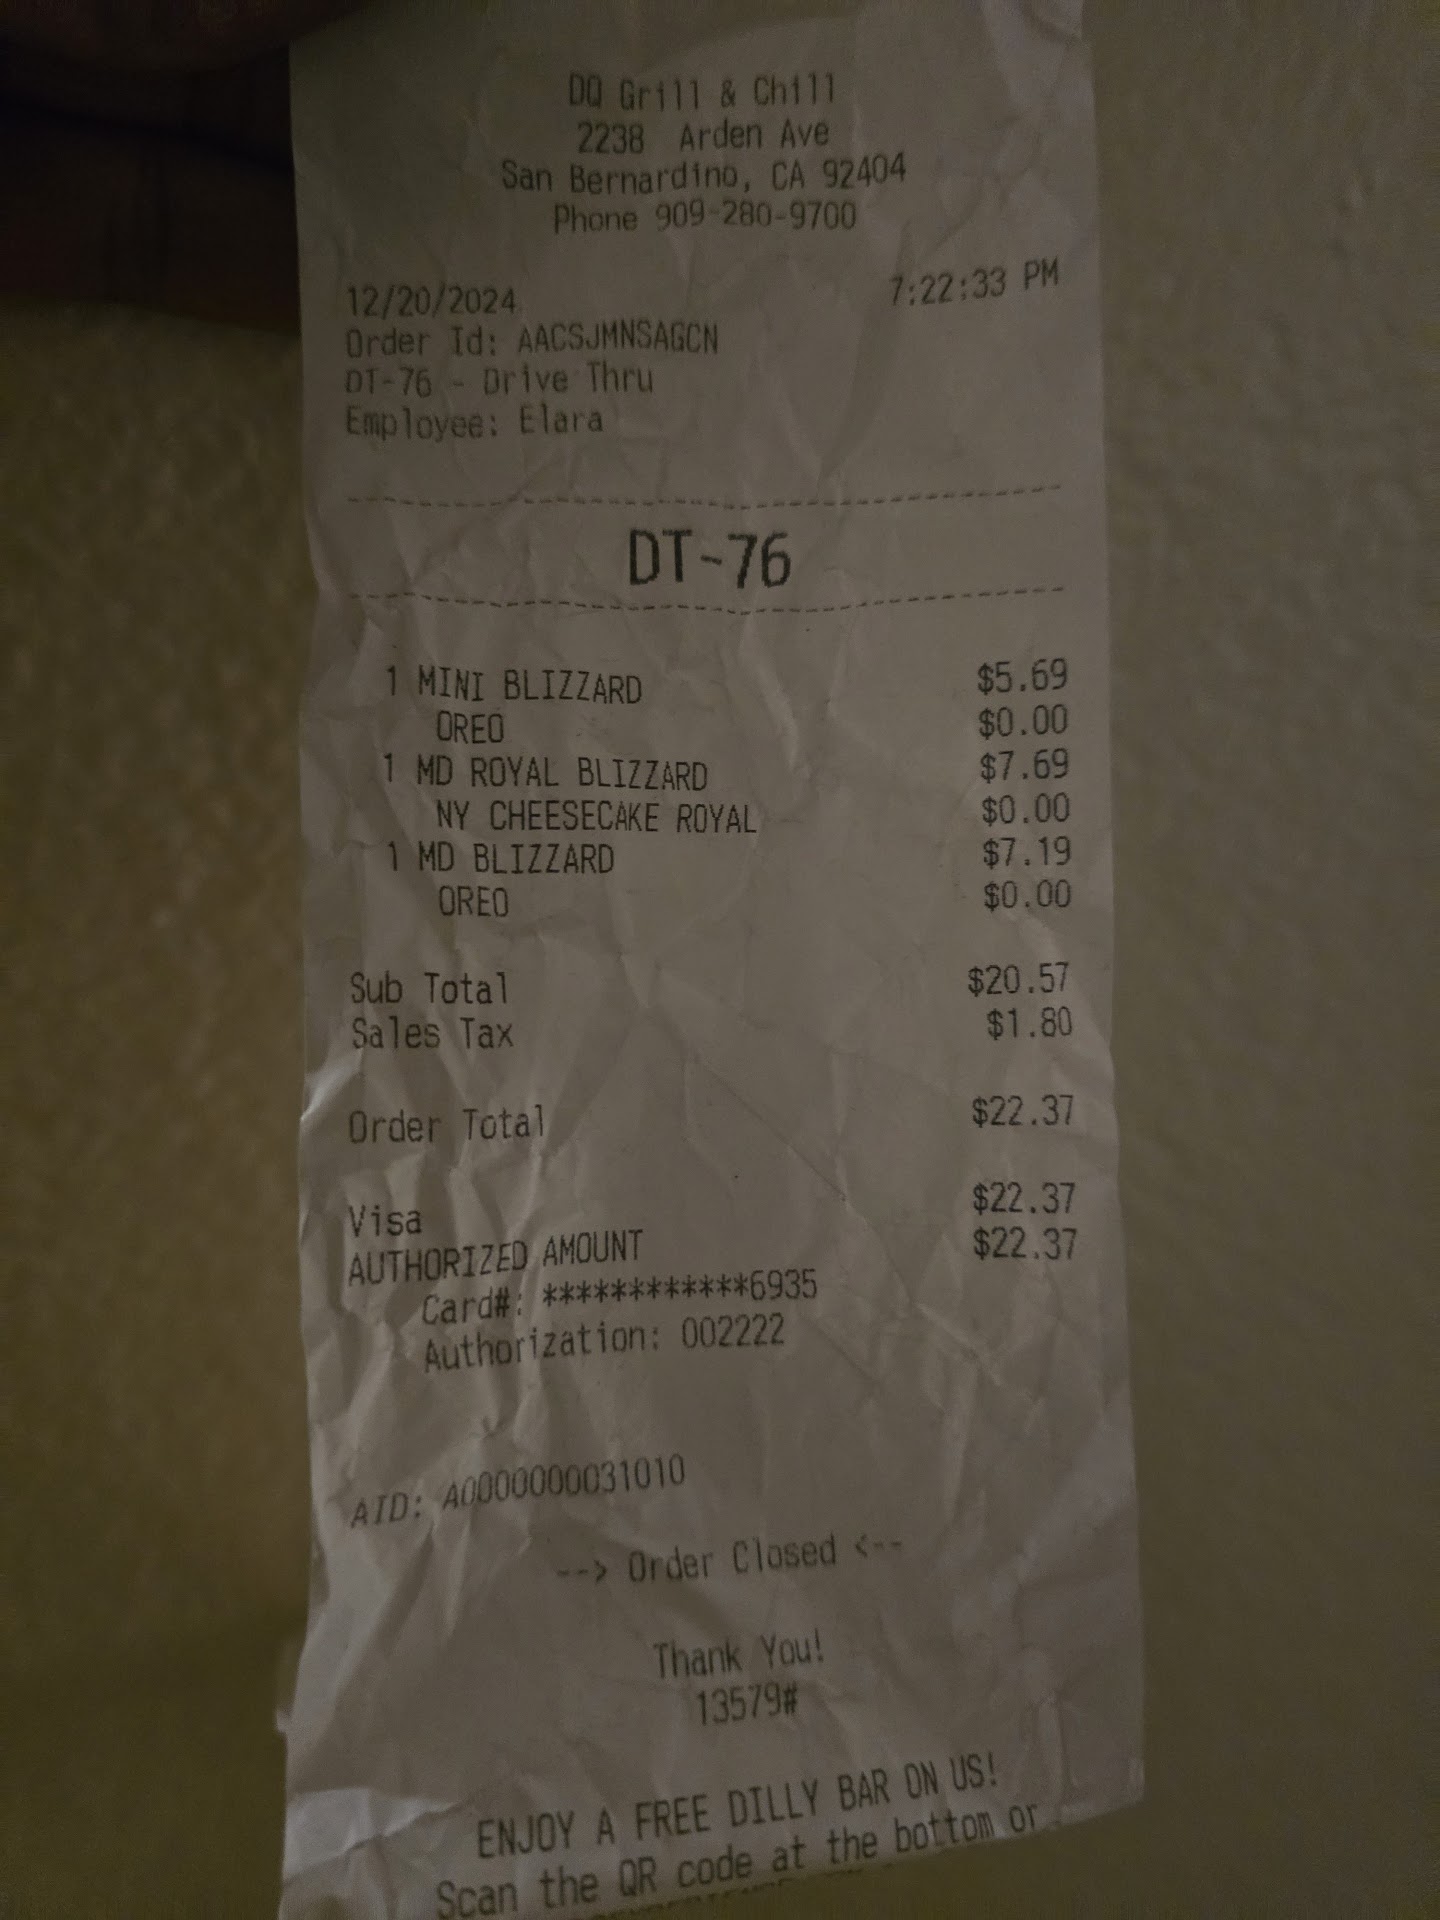 DQ Grill & Chill
2238 Arden Ave
San Bernardino, CA 92404
Phone 909-280-9700
12/20/2024 7:22:33 PM
Order Id: AACSJMNSAGCN
DT-76 - Drive Thru
Employee: Elara
DT-76
1 MINI BLIZZARD $5.69
OREO $0.00
1 MD ROYAL BLIZZARD $7.69
NY CHEESECAKE ROYAL $0.00
1 MD BLIZZARD $7.19
OREO $0.00
Sub Total $20.57
Sales Tax $1.80
Order Total $22.37
Visa $22.37
AUTHORIZED AMOUNT $22.37
Card#: ************6935
Authorization: 002222
AID: A0000000031010
--> Order Closed <--
Thank You!
13579#
ENJOY A FREE DILLY BAR ON US!
Scan the QR code at the bottom or